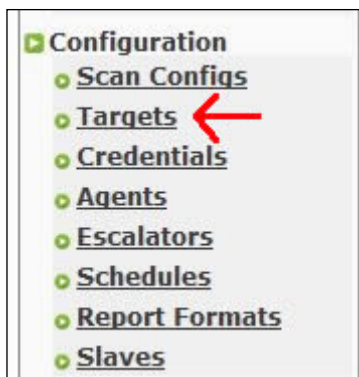 Configuration
Scan Configs
Targets
Credentials
Agents
Escalators
Schedules
Report Formats
Slaves